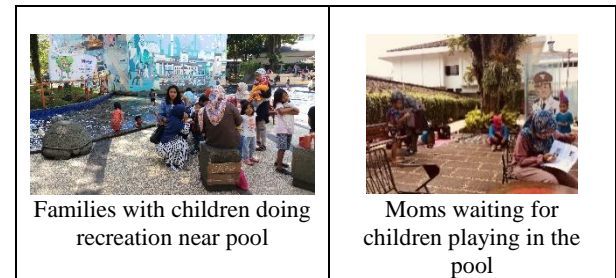 Families with children doing
recreation near pool
Moms waiting for
children playing in the
pool